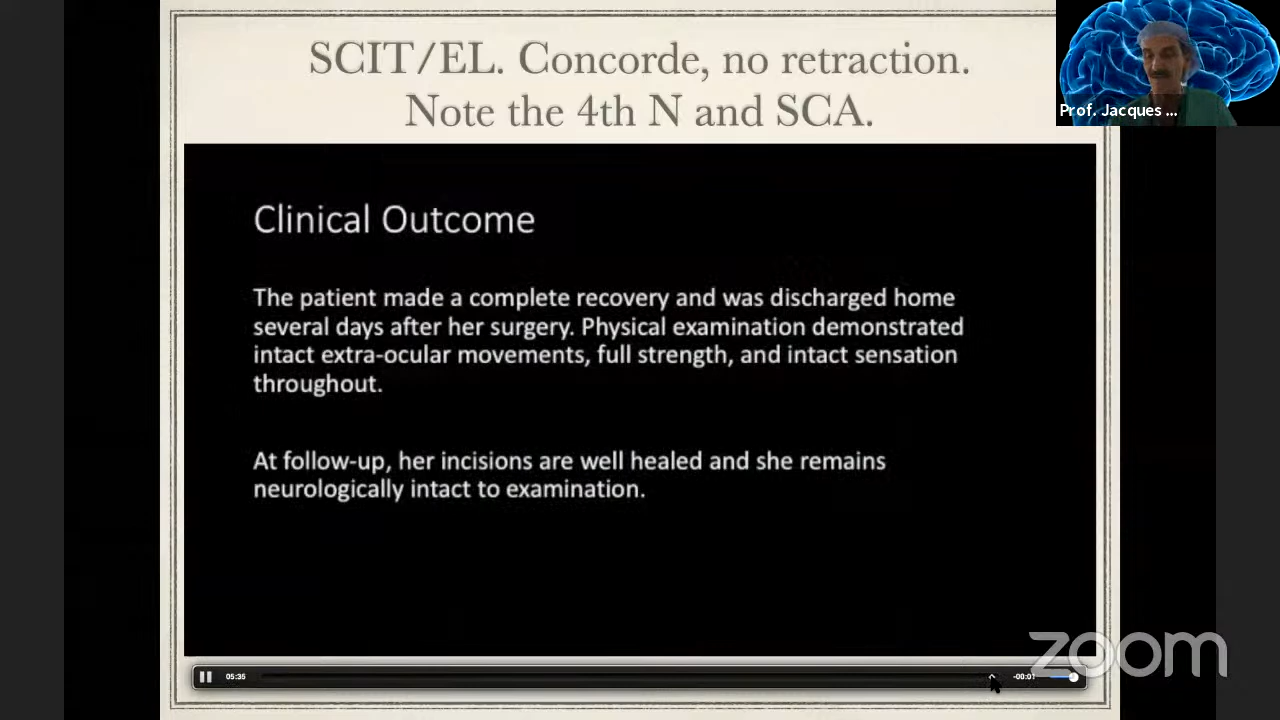 SCIT/EL. Concorde, no retraction.
Note the 4th N and SCA.
Prof. Jacques ...
Clinical Outcome
The patient made a complete recovery and was discharged home
several days after her surgery. Physical examination demonstrated
intact extra-ocular movements, full strength, and intact sensation
throughout.
At follow-up, her incisions are well healed and she remains
neurologically intact to examination.
zoom
05:35
-00:01